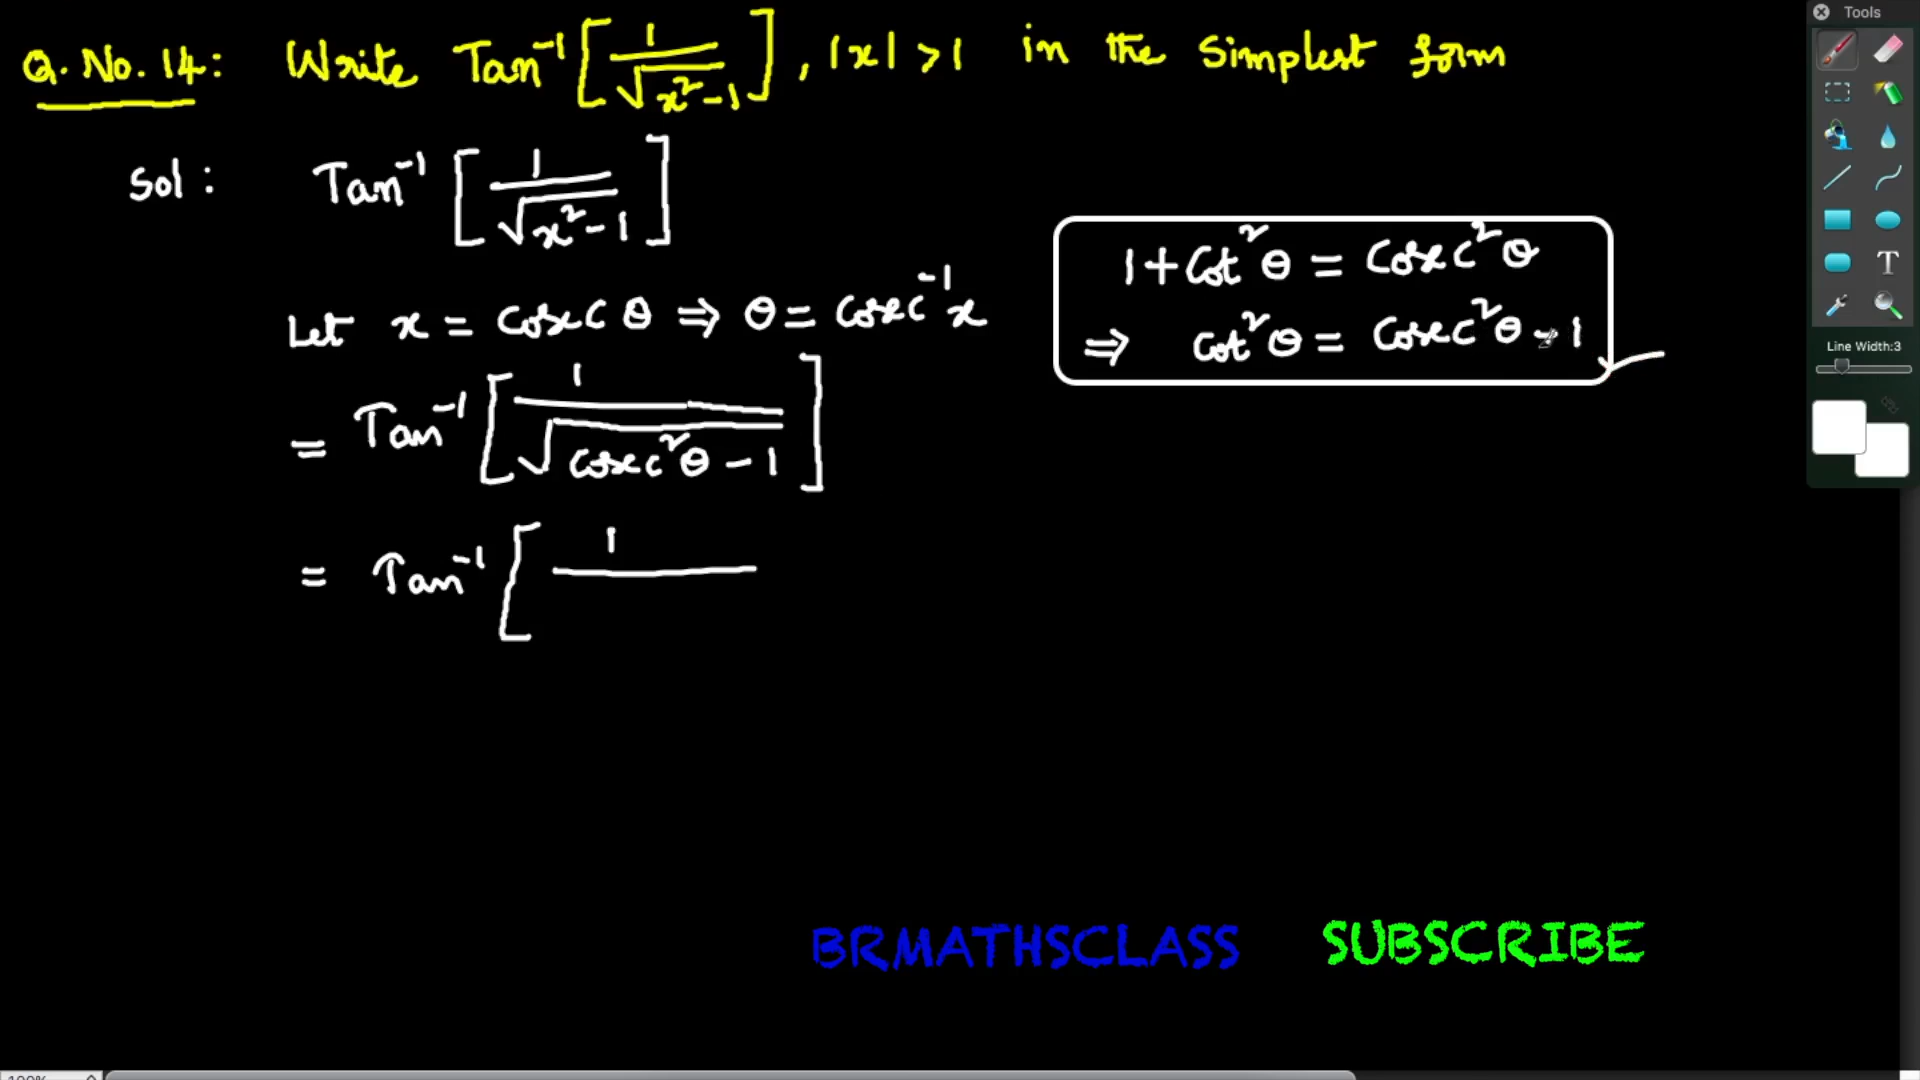 Q. No. 14: Write Tan⁻¹[1/√(x²-1)], |x| > 1 in the Simplest form
Sol: Tan⁻¹[1/√(x²-1)]
Let x = cosec θ ⇒ θ = cosec⁻¹x
= Tan⁻¹[1/√(cosec²θ - 1)]
= Tan⁻¹[1/
1 + cot²θ = cosec²θ
⇒ cot²θ = cosec²θ - 1
BRMATHSCLASS SUBSCRIBE
Tools
T
Line Width:3